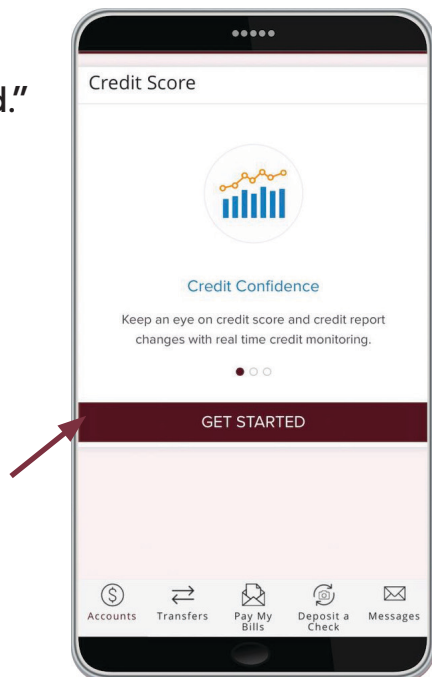 d.”
Credit Score
Credit Confidence
Keep an eye on credit score and credit report
changes with real time credit monitoring.
GET STARTED
Accounts
Transfers
Pay My
Bills
Deposit a
Check
Messages